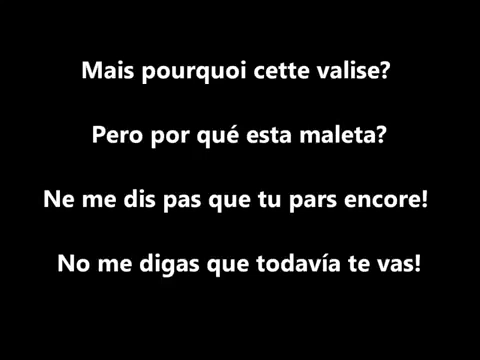 Mais pourquoi cette valise?
Pero por qué esta maleta?
Ne me dis pas que tu pars encore!
No me digas que todavía te vas!